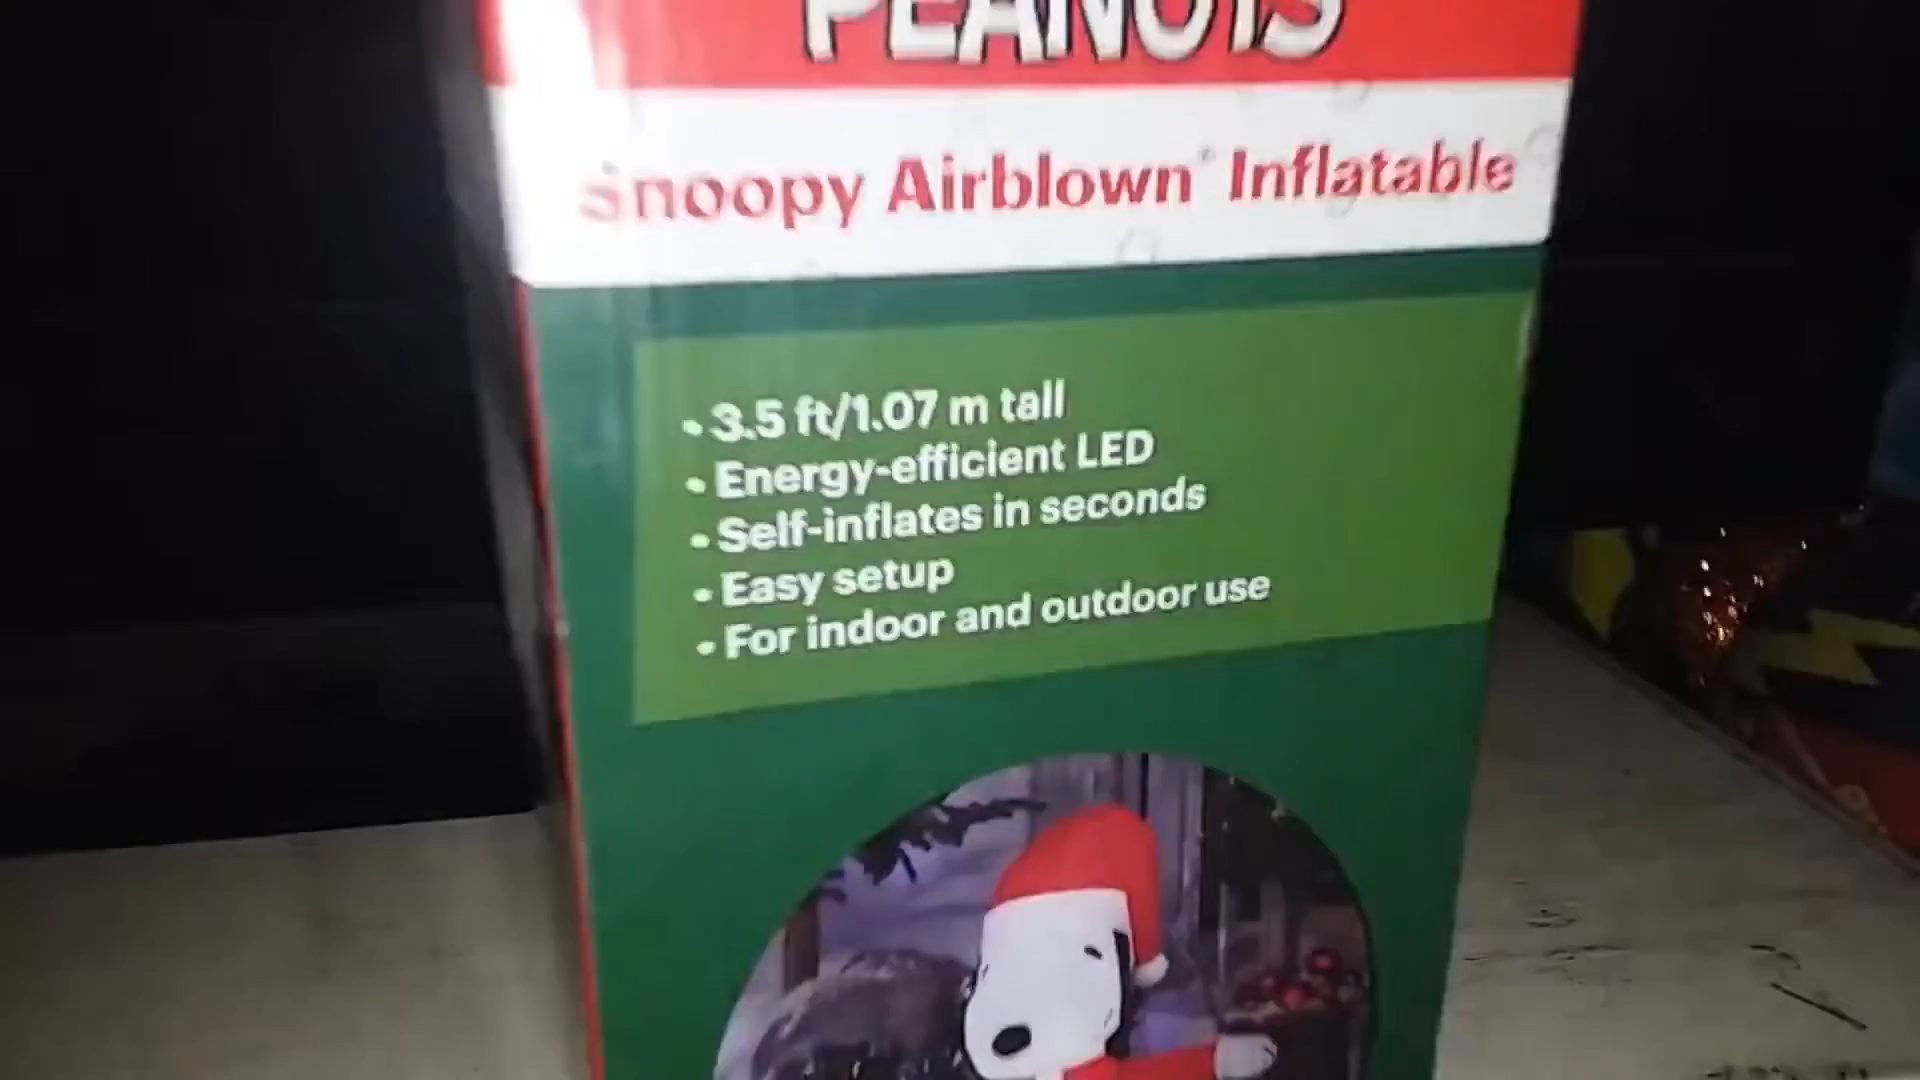 PEANUTS
Snoopy Airblown® Inflatable
• 3.5 ft/1.07 m tall
• Energy-efficient LED
• Self-inflates in seconds
• Easy setup
• For indoor and outdoor use